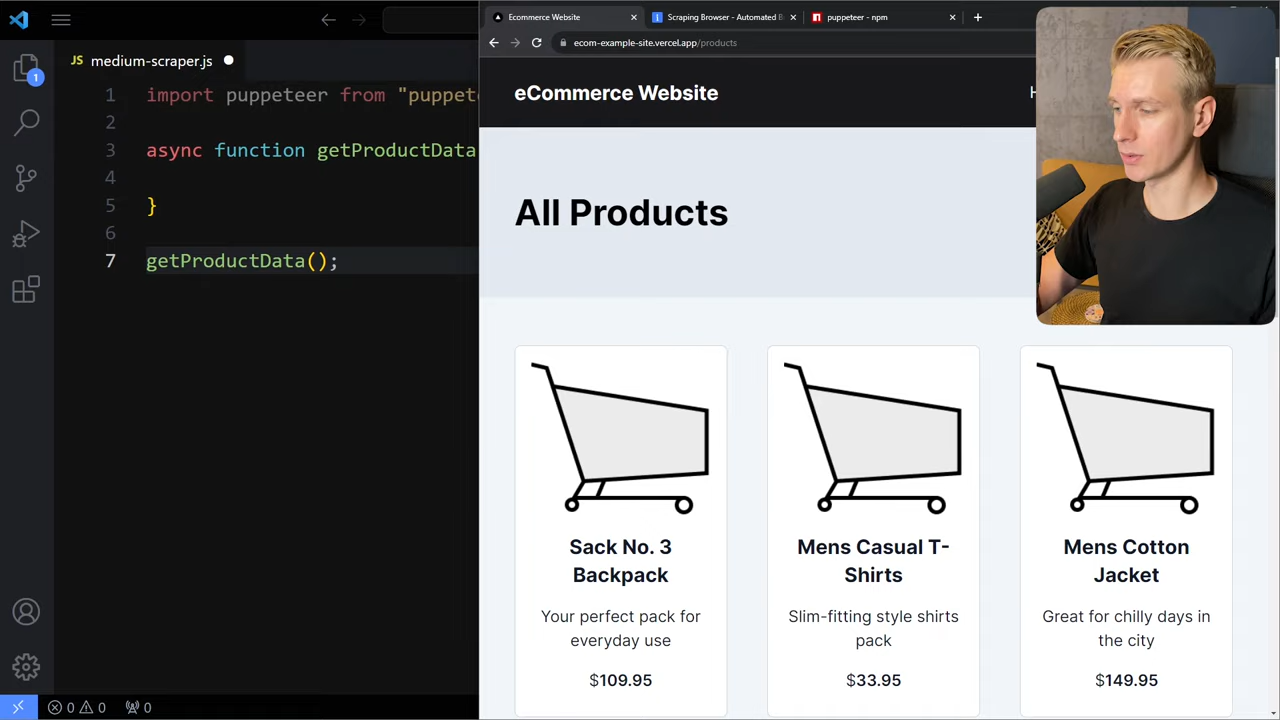 Ecommerce Website
Scraping Browser - Automated B
puppeteer - npm
ecom-example-site.vercel.app/products
JS medium-scraper.js
1 import puppeteer from "puppete
2
3 async function getProductData
4
5 }
6
7 getProductData();
1
eCommerce Website
H
All Products
Sack No. 3
Backpack
Your perfect pack for
everyday use
$109.95
Mens Casual T-
Shirts
Slim-fitting style shirts
pack
$33.95
Mens Cotton
Jacket
Great for chilly days in
the city
$149.95
0 0 0